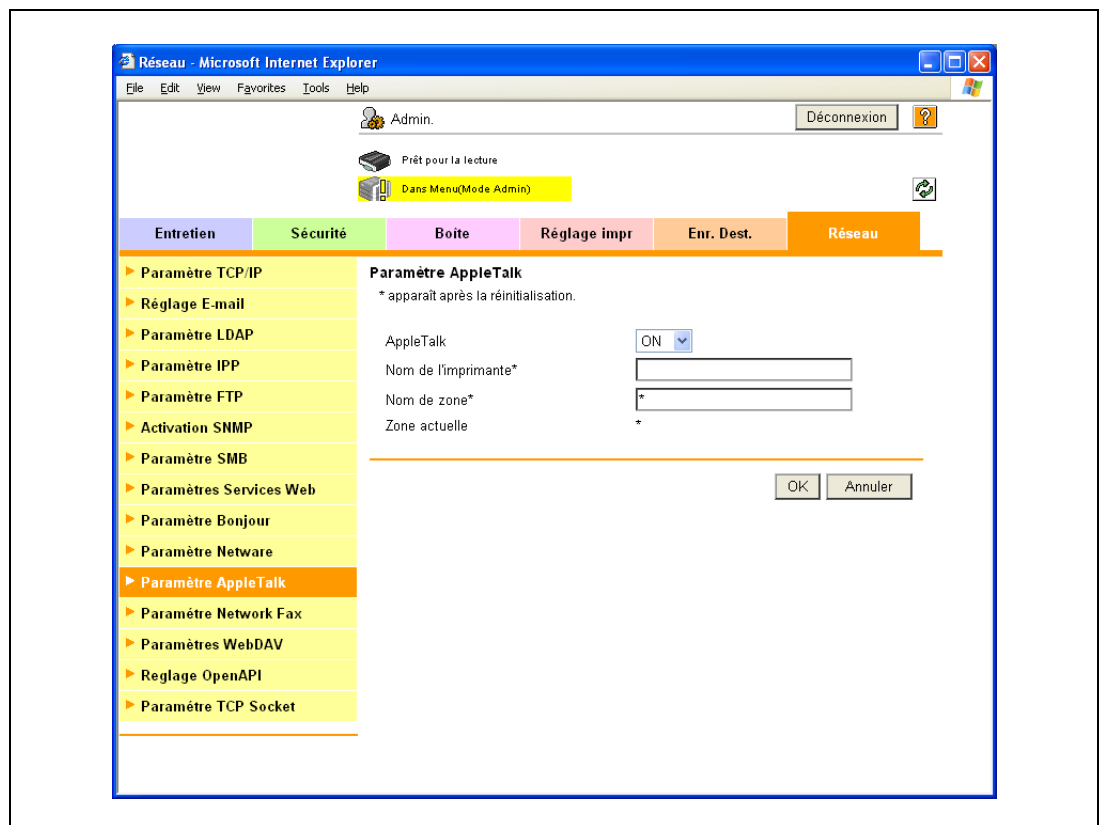 Réseau - Microsoft Internet Explorer
File Edit View Favorites Tools Help
Admin.
Déconnexion
?
Prêt pour la lecture
Dans Menu(Mode Admin)
Entretien Sécurité Boîte Réglage impr Enr. Dest. Réseau
Paramètre TCP/IP
Réglage E-mail
Paramètre LDAP
Paramètre IPP
Paramètre FTP
Activation SNMP
Paramètre SMB
Paramètres Services Web
Paramètre Bonjour
Paramètre Netware
Paramètre AppleTalk
Paramétre Network Fax
Paramètres WebDAV
Reglage OpenAPI
Paramétre TCP Socket
Paramètre AppleTalk
* apparaît après la réinitialisation.
AppleTalk ON
Nom de l'imprimante*
Nom de zone* *
Zone actuelle *
OK Annuler